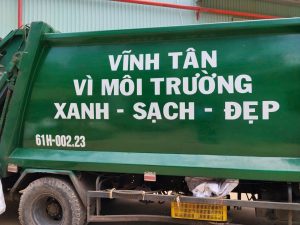 VĨNH TÂN
VÌ MÔI TRƯỜNG
XANH - SẠCH - ĐẸP
61H-002.23